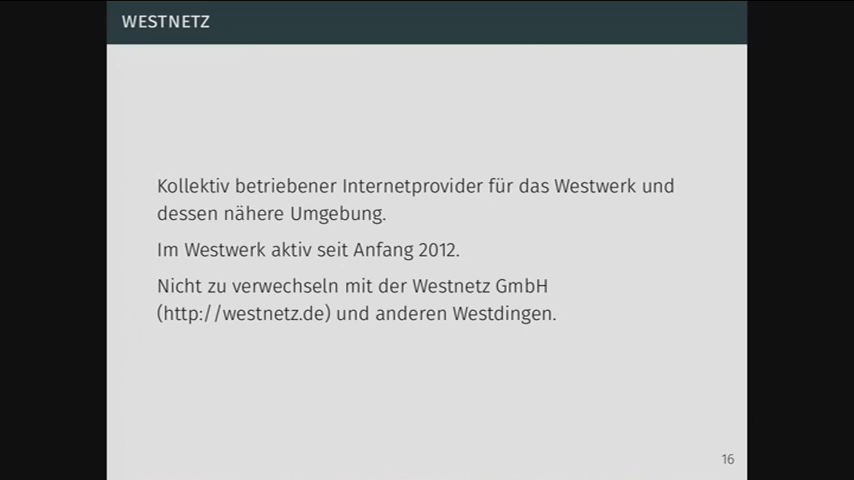 WESTNETZ
Kollektiv betriebener Internetprovider für das Westwerk und
dessen nähere Umgebung.
Im Westwerk aktiv seit Anfang 2012.
Nicht zu verwechseln mit der Westnetz GmbH
(http://westnetz.de) und anderen Westdingen.
16